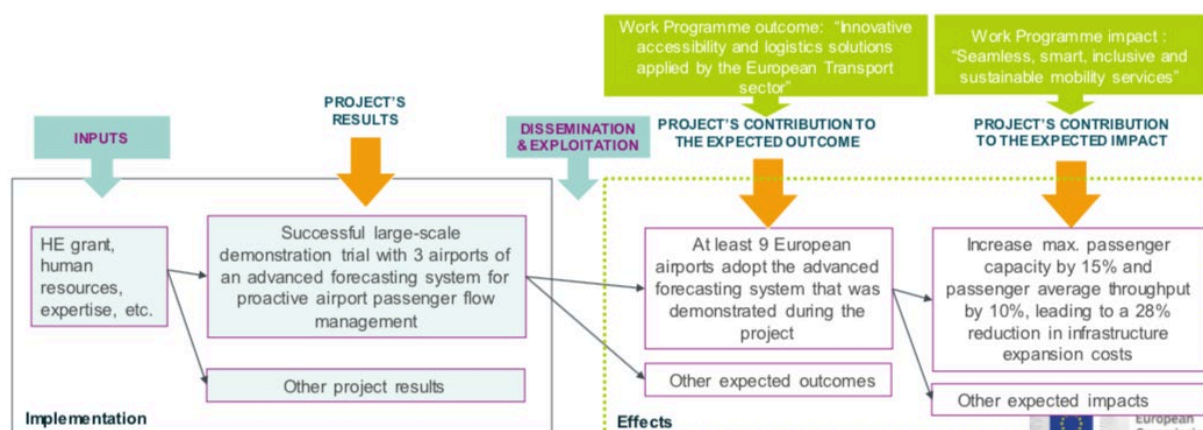 Work Programme outcome: "Innovative
accessibility and logistics solutions
applied by the European Transport
sector"
Work Programme impact :
"Seamless, smart, inclusive and
sustainable mobility services"
INPUTS
PROJECT'S
RESULTS
DISSEMINATION
& EXPLOITATION
PROJECT'S CONTRIBUTION TO
THE EXPECTED OUTCOME
PROJECT'S CONTRIBUTION
TO THE EXPECTED IMPACT
HE grant,
human
resources,
expertise, etc.
Successful large-scale
demonstration trial with 3 airports of
an advanced forecasting system for
proactive airport passenger flow
management
Other project results
Implementation
At least 9 European
airports adopt the advanced
forecasting system that was
demonstrated during the
project
Other expected outcomes
Effects
Increase max. passenger
capacity by 15% and
passenger average throughput
by 10%, leading to a 28%
reduction in infrastructure
expansion costs
Other expected impacts
European